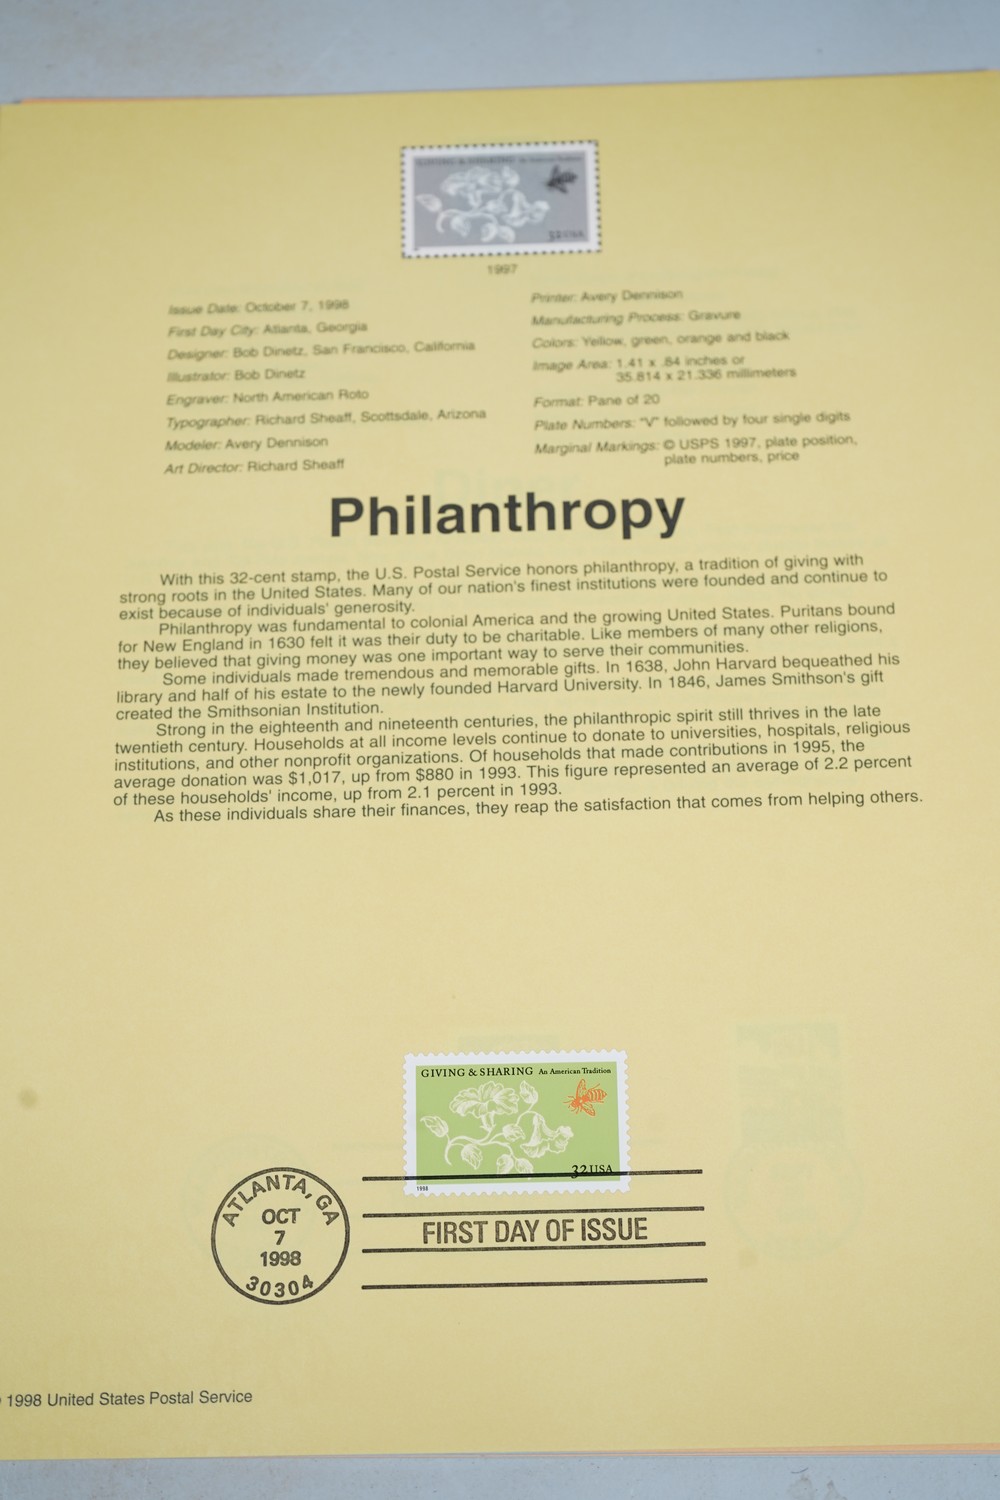 GIVING & SHARING An American Tradition
32USA
1997
Issue Date: October 7, 1998
First Day City: Atlanta, Georgia
Designer: Bob Dinetz, San Francisco, California
Illustrator: Bob Dinetz
Engraver: North American Roto
Typographer: Richard Sheaff, Scottsdale, Arizona
Modeler: Avery Dennison
Art Director: Richard Sheaff
Printer: Avery Dennison
Manufacturing Process: Gravure
Colors: Yellow, green, orange and black
Image Area: 1.41 x .84 inches or
35.814 x 21.336 millimeters
Format: Pane of 20
Plate Numbers: "V" followed by four single digits
Marginal Markings: © USPS 1997, plate position,
plate numbers, price
Philanthropy
With this 32-cent stamp, the U.S. Postal Service honors philanthropy, a tradition of giving with
strong roots in the United States. Many of our nation's finest institutions were founded and continue to
exist because of individuals' generosity.
Philanthropy was fundamental to colonial America and the growing United States. Puritans bound
for New England in 1630 felt it was their duty to be charitable. Like members of many other religions,
they believed that giving money was one important way to serve their communities.
Some individuals made tremendous and memorable gifts. In 1638, John Harvard bequeathed his
library and half of his estate to the newly founded Harvard University. In 1846, James Smithson's gift
created the Smithsonian Institution.
Strong in the eighteenth and nineteenth centuries, the philanthropic spirit still thrives in the late
twentieth century. Households at all income levels continue to donate to universities, hospitals, religious
institutions, and other nonprofit organizations. Of households that made contributions in 1995, the
average donation was $1,017, up from $880 in 1993. This figure represented an average of 2.2 percent
of these households' income, up from 2.1 percent in 1993.
As these individuals share their finances, they reap the satisfaction that comes from helping others.
GIVING & SHARING An American Tradition
32USA
1998
ATLANTA, GA
OCT
7
1998
30304
FIRST DAY OF ISSUE
1998 United States Postal Service